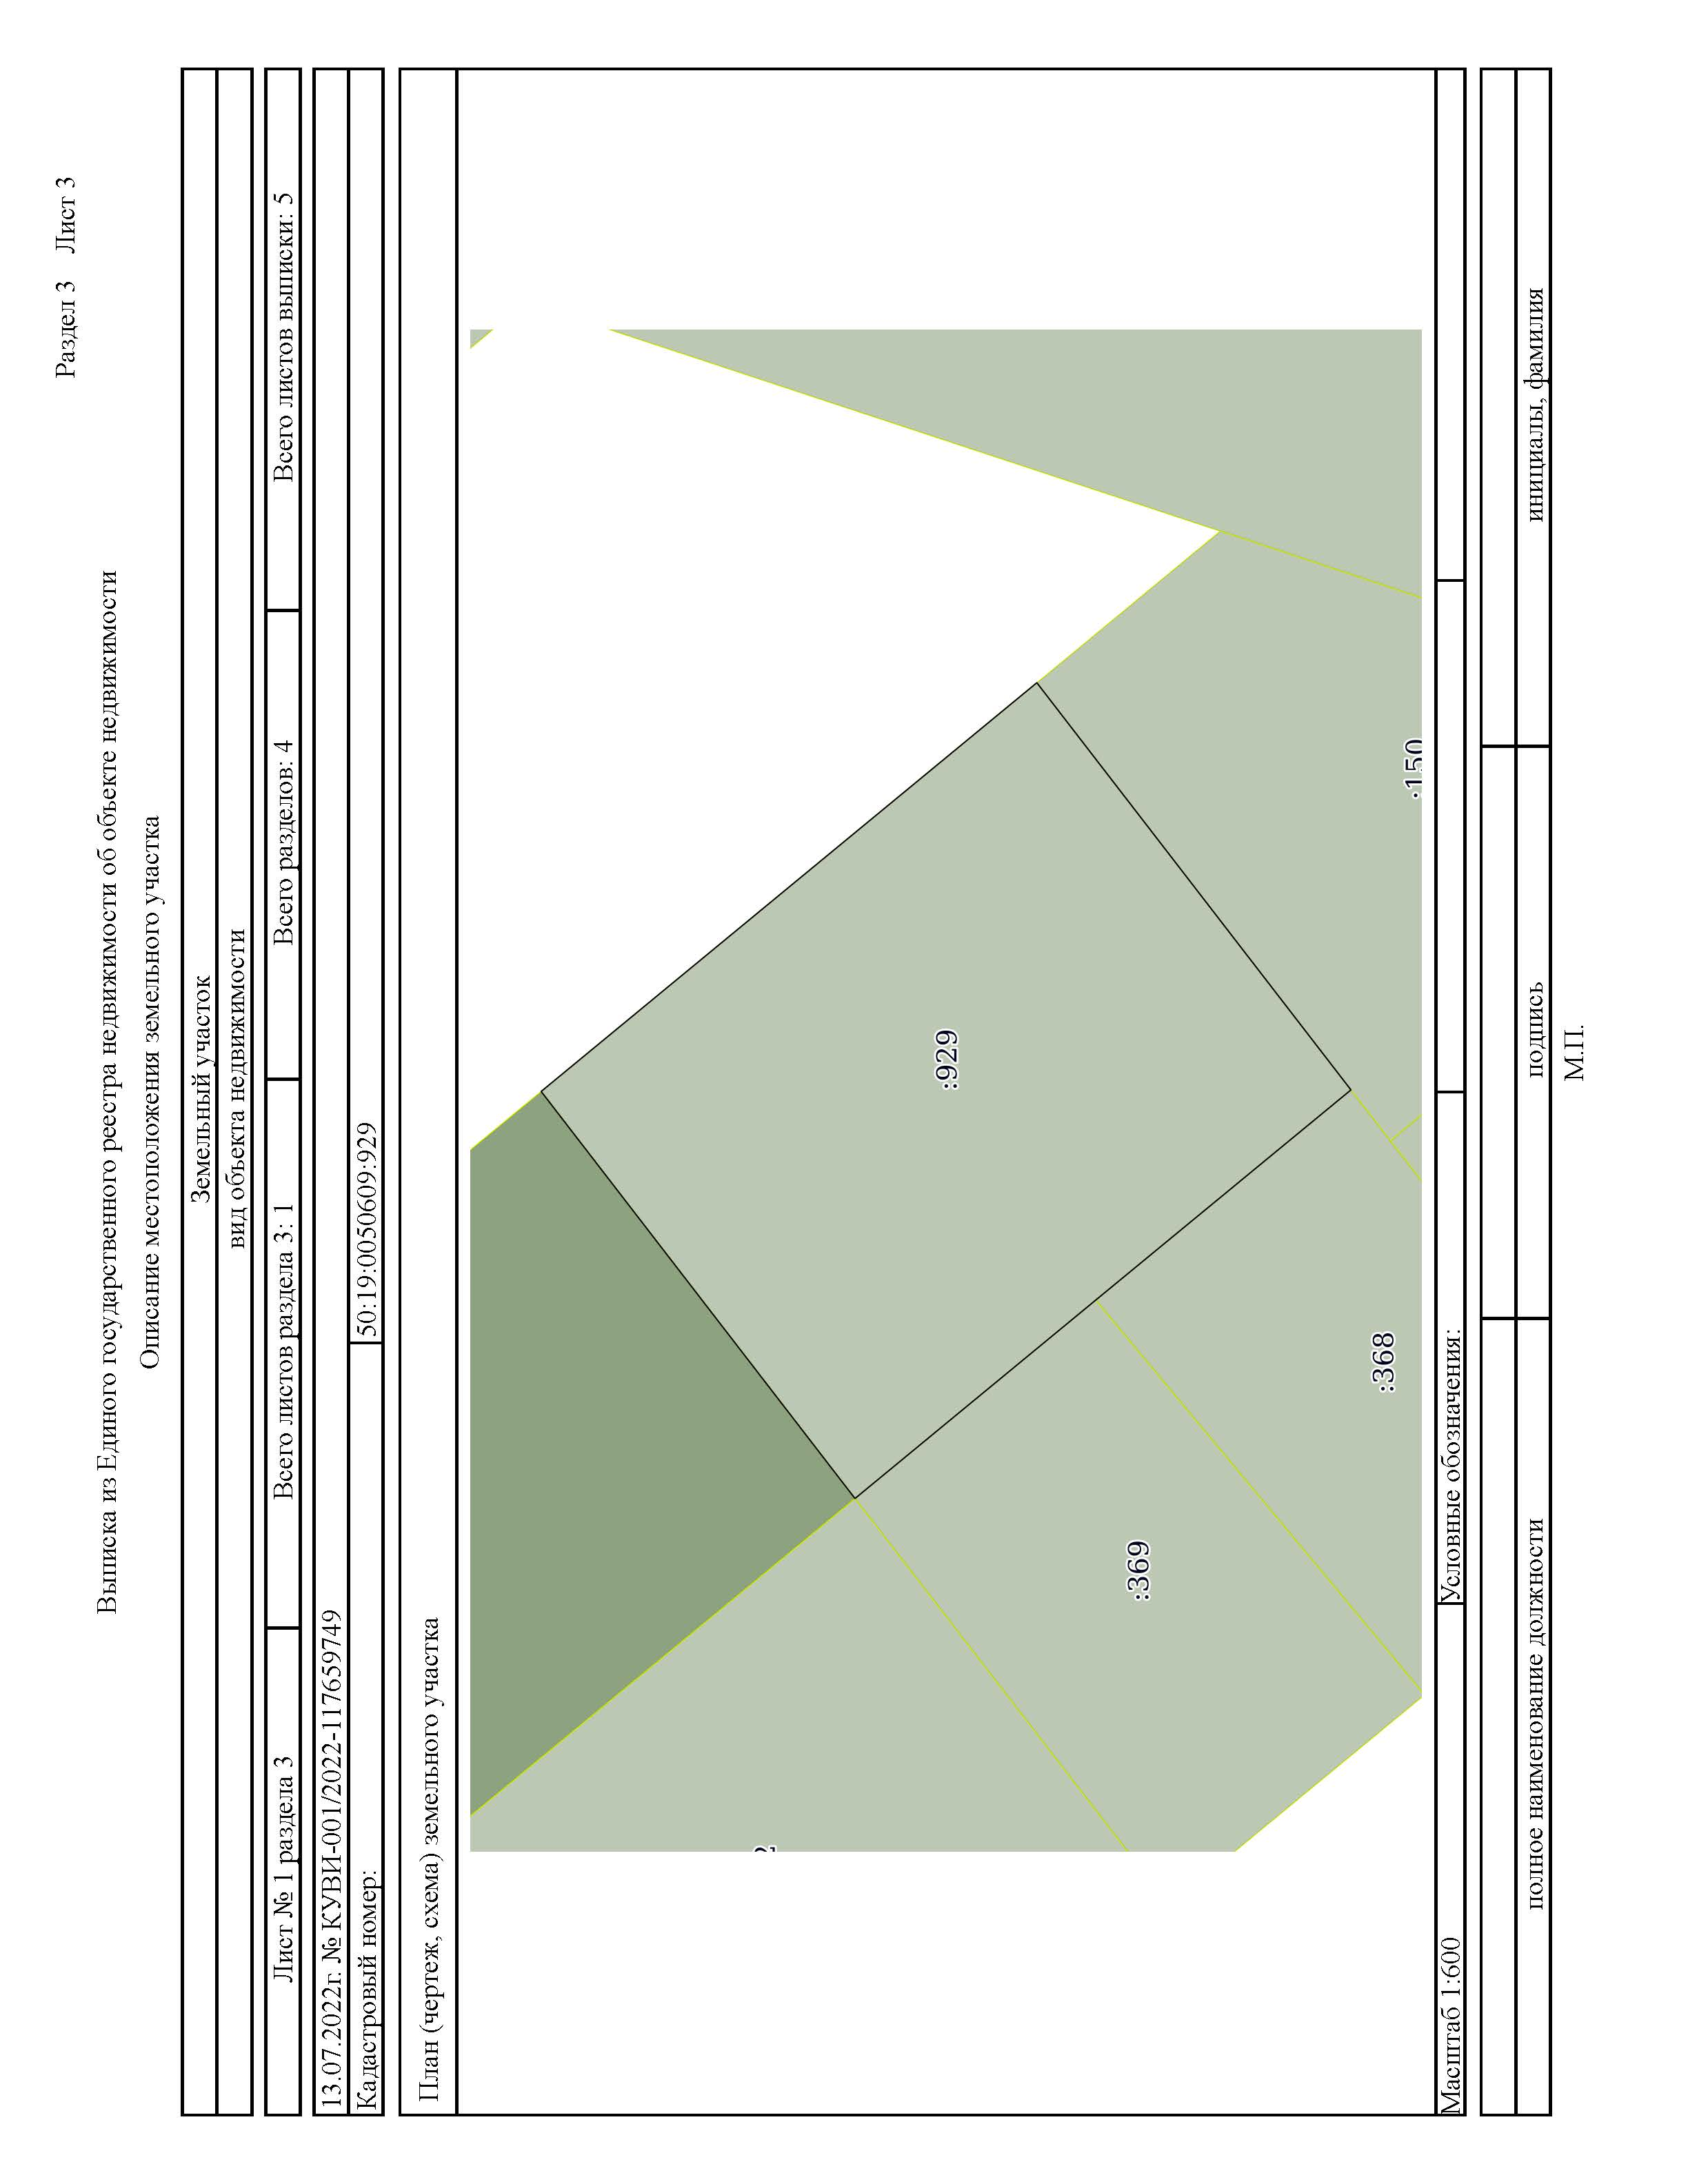 Раздел 3 Лист 3
Выписка из Единого государственного реестра недвижимости об объекте недвижимости
Описание местоположения земельного участка
Земельный участок
вид объекта недвижимости
Лист № 1 раздела 3 Всего листов раздела 3: 1 Всего разделов: 4 Всего листов выписки: 5
13.07.2022г. № КУВИ-001/2022-117659749
Кадастровый номер: 50:19:0050609:929
План (чертеж, схема) земельного участка
2
:929
:369
:368
:150
Масштаб 1:600 Условные обозначения:
полное наименование должности подпись инициалы, фамилия
М.П.